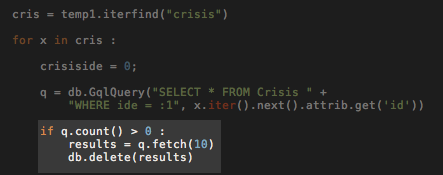 cris = temp1.iterfind("crisis")
for x in cris :
crisiside = 0;
q = db.GqlQuery("SELECT * FROM Crisis " +
"WHERE ide = :1", x.iter().next().attrib.get('id'))
if q.count() > 0 :
results = q.fetch(10)
db.delete(results)